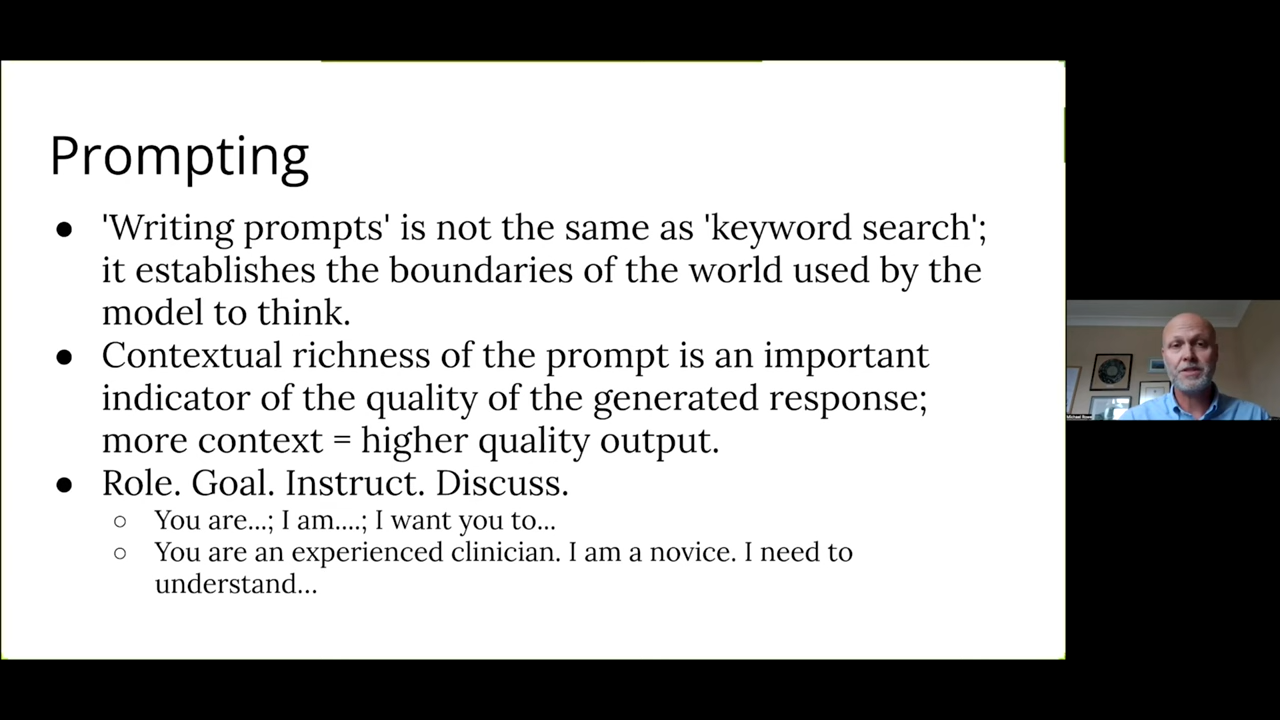 Prompting
● 'Writing prompts' is not the same as 'keyword search';
it establishes the boundaries of the world used by the
model to think.
● Contextual richness of the prompt is an important
indicator of the quality of the generated response;
more context = higher quality output.
● Role. Goal. Instruct. Discuss.
○ You are...; I am....; I want you to...
○ You are an experienced clinician. I am a novice. I need to
understand...
Michael Rowe